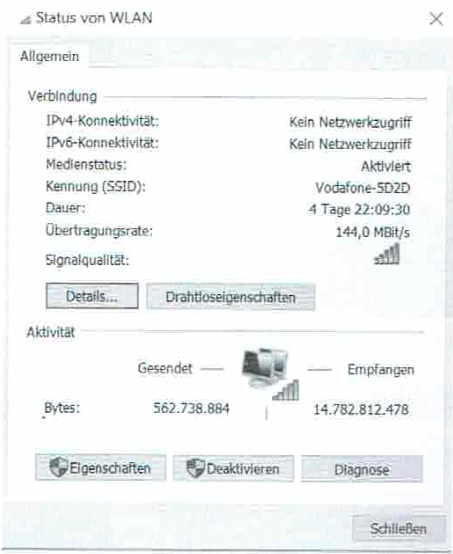 Status von WLAN
Allgemein
Verbindung
IPv4-Konnektivität: Kein Netzwerkzugriff
IPv6-Konnektivität: Kein Netzwerkzugriff
Medienstatus: Aktiviert
Kennung (SSID): Vodafone-5D2D
Dauer: 4 Tage 22:09:30
Übertragungsrate: 144,0 MBit/s
Signalqualität:
Details... Drahtloseigenschaften
Aktivität
Gesendet Empfangen
Bytes: 562.738.884 14.782.812.478
Eigenschaften Deaktivieren Diagnose
Schließen